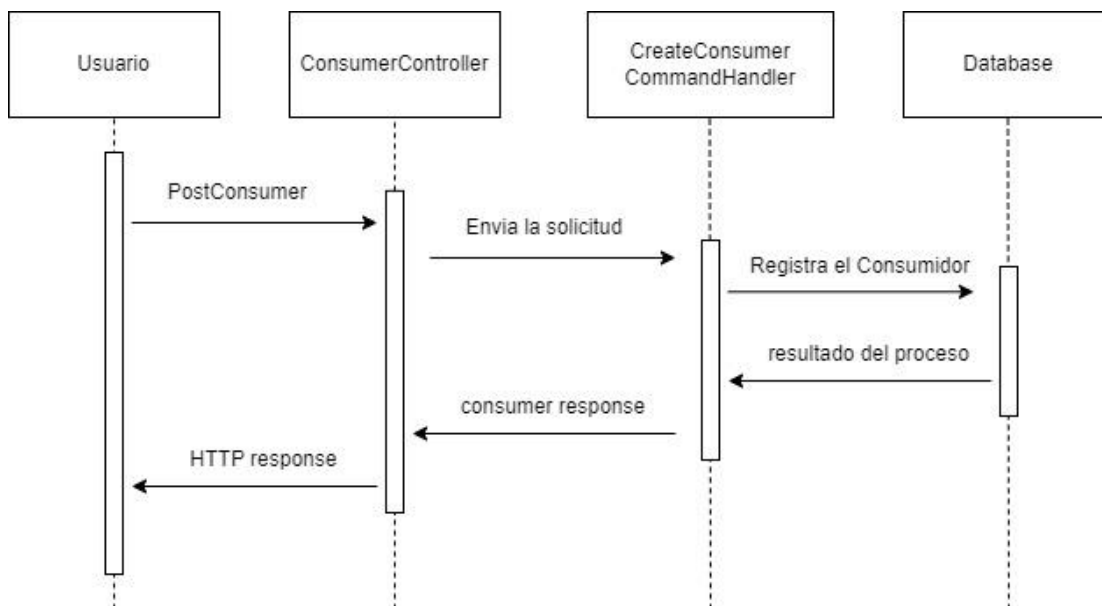 Usuario
ConsumerController
CreateConsumer
CommandHandler
Database
PostConsumer
Envia la solicitud
Registra el Consumidor
resultado del proceso
consumer response
HTTP response